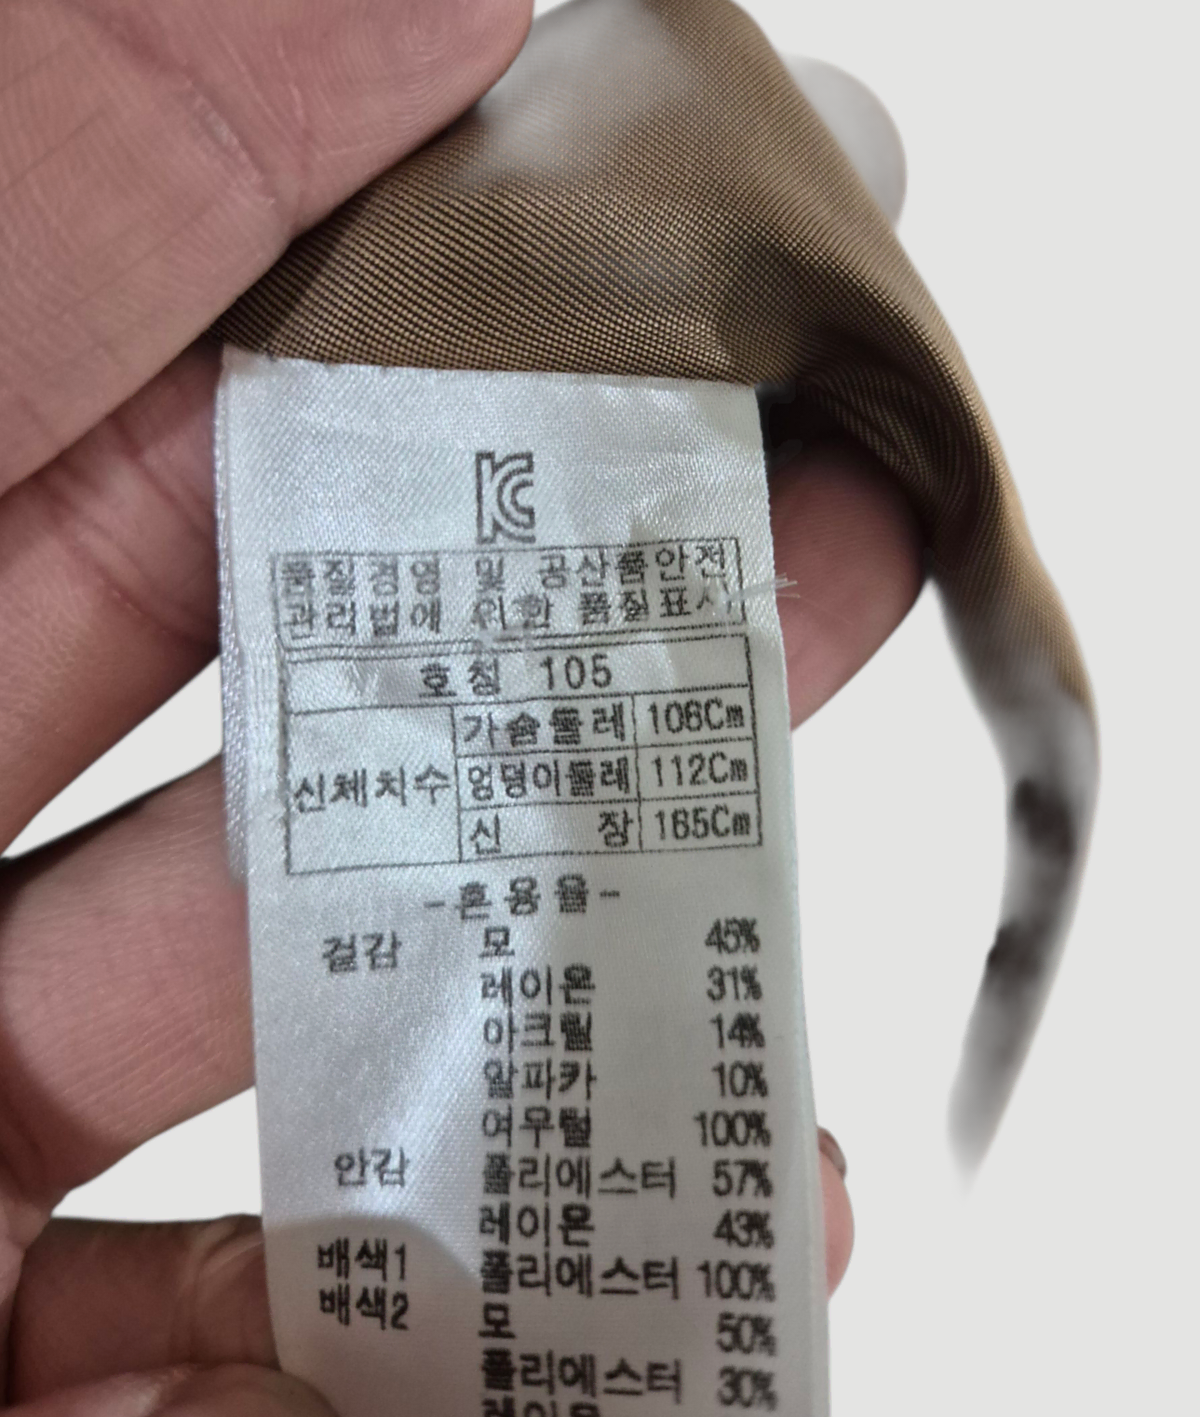 KC
품질경영 및 공산품안전
관리법에 의한 품질표시
호칭 105
신체치수 가슴둘레 106Cm
엉덩이둘레 112Cm
신 장 165Cm
-혼용율-
겉감 모 45%
레이온 31%
아크릴 14%
알파카 10%
여우털 100%
안감 폴리에스터 57%
레이온 43%
배색1 폴리에스터 100%
배색2 모 50%
폴리에스터 30%
레이온